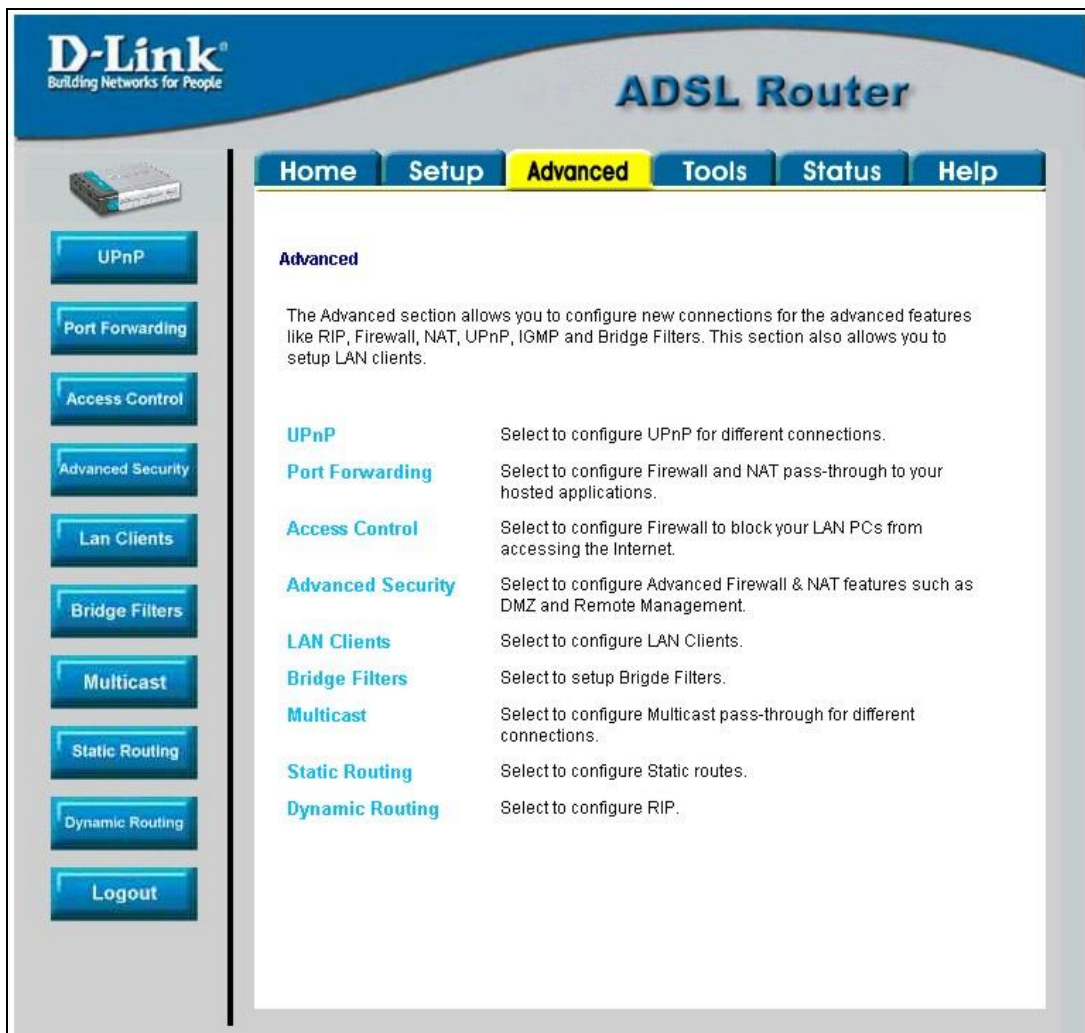 D-Link®
Building Networks for People
ADSL Router
Home Setup Advanced Tools Status Help
UPnP
Port Forwarding
Access Control
Advanced Security
Lan Clients
Bridge Filters
Multicast
Static Routing
Dynamic Routing
Logout
Advanced
The Advanced section allows you to configure new connections for the advanced features
like RIP, Firewall, NAT, UPnP, IGMP and Bridge Filters. This section also allows you to
setup LAN clients.
UPnP Select to configure UPnP for different connections.
Port Forwarding Select to configure Firewall and NAT pass-through to your
hosted applications.
Access Control Select to configure Firewall to block your LAN PCs from
accessing the Internet.
Advanced Security Select to configure Advanced Firewall & NAT features such as
DMZ and Remote Management.
LAN Clients Select to configure LAN Clients.
Bridge Filters Select to setup Brigde Filters.
Multicast Select to configure Multicast pass-through for different
connections.
Static Routing Select to configure Static routes.
Dynamic Routing Select to configure RIP.